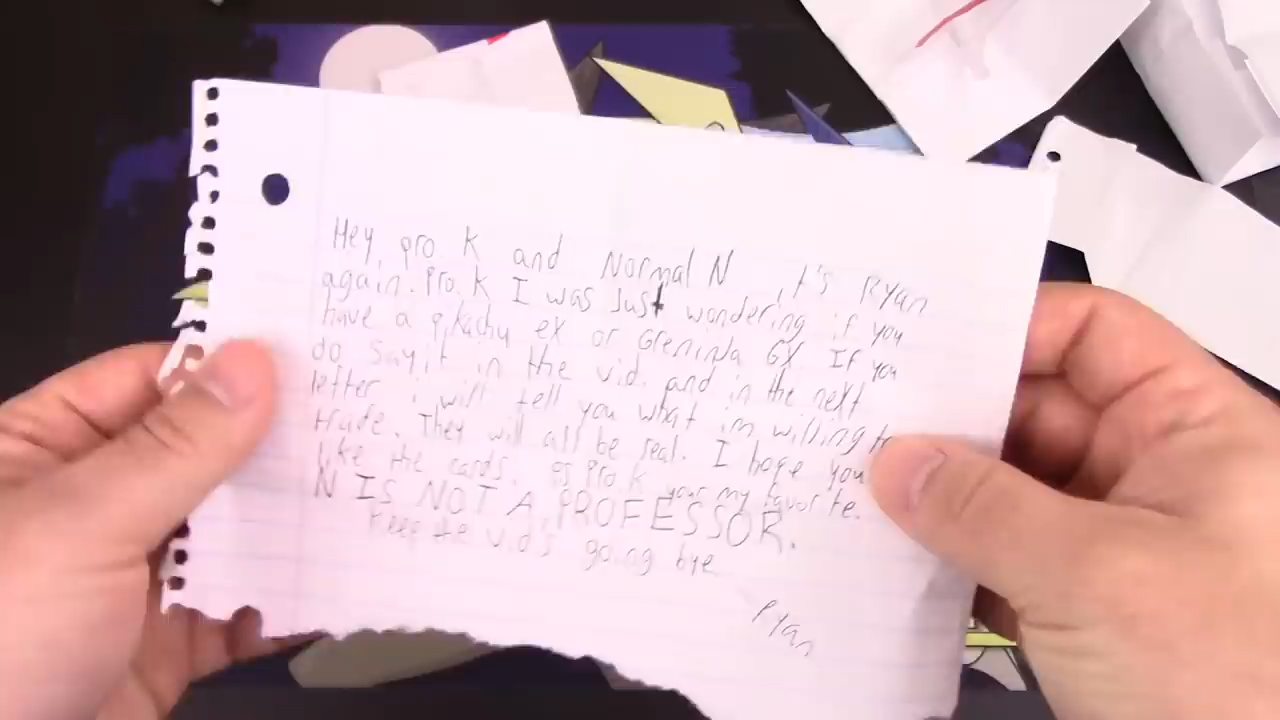 Hey, pro K and Normal N , it's Ryan
again. Pro. K I was just wondering if you
have a pikachu ex or Greninja GX. If you
do say it in the vid. and in the next
letter i will tell you what im willing to
trade. They will all be real. I hope you
like the cards. ps Pro. K your my favorite.
N IS NOT A PROFESSOR.
keep the vids going bye
Ryan